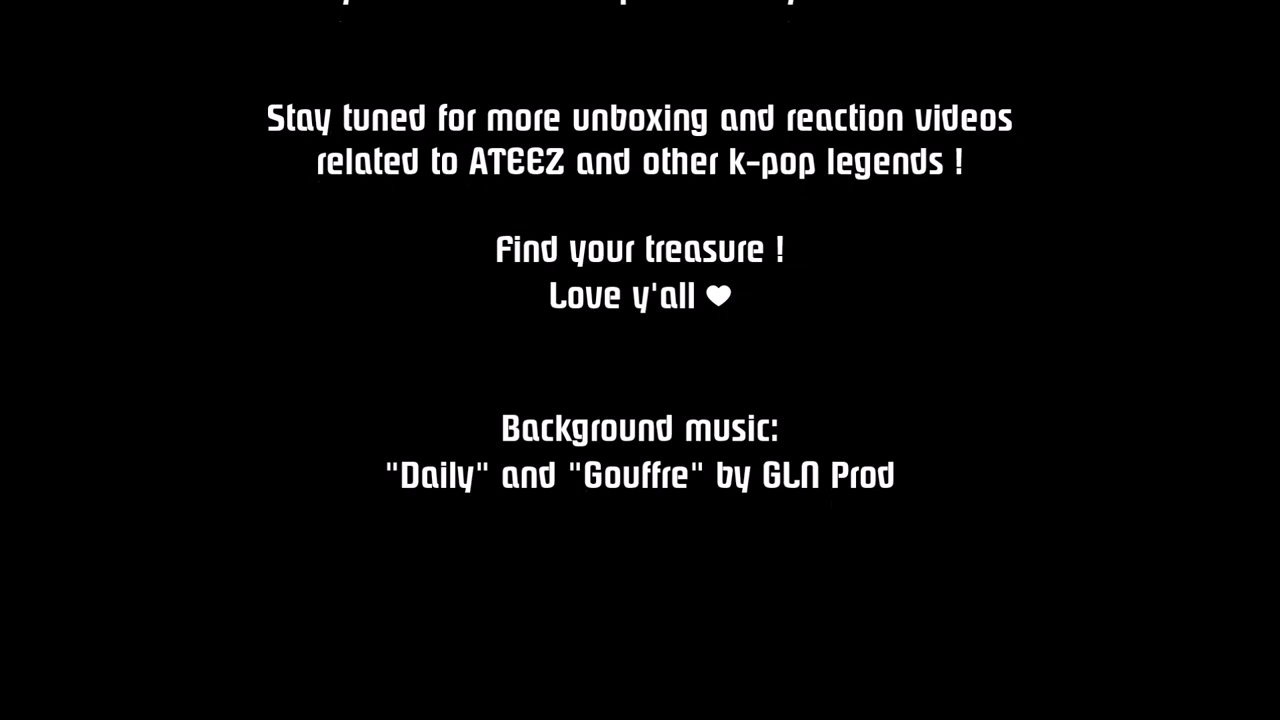 Stay tuned for more unboxing and reaction videos
related to ATEEZ and other k-pop legends !
Find your treasure !
Love y'all ♥
Background music:
"Daily" and "Gouffre" by GLN Prod